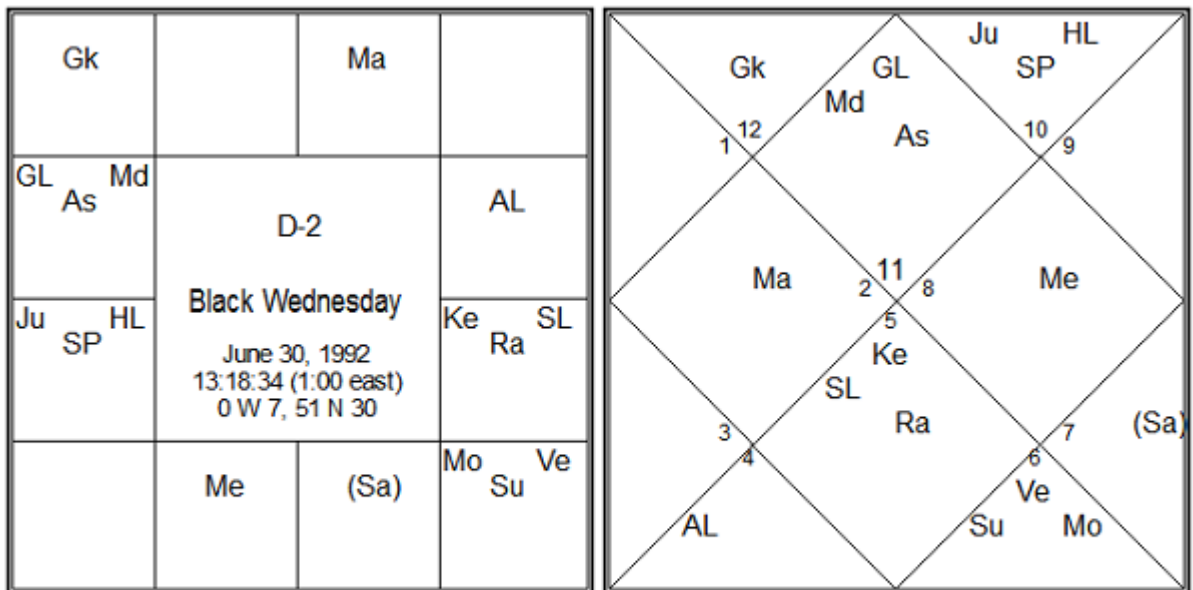 Gk Ma
GL Md
As
AL
D-2
Black Wednesday
June 30, 1992
13:18:34 (1:00 east)
0 W 7, 51 N 30
Ju HL
SP
Ke SL
Ra
Me (Sa)
Mo Ve
Su
Gk
GL
Md
As
Ju HL
SP
12
1
10
9
Ma
11
2 8
5
Me
Ke
SL
Ra
3
4
7
6
(Sa)
AL
Ve
Su Mo